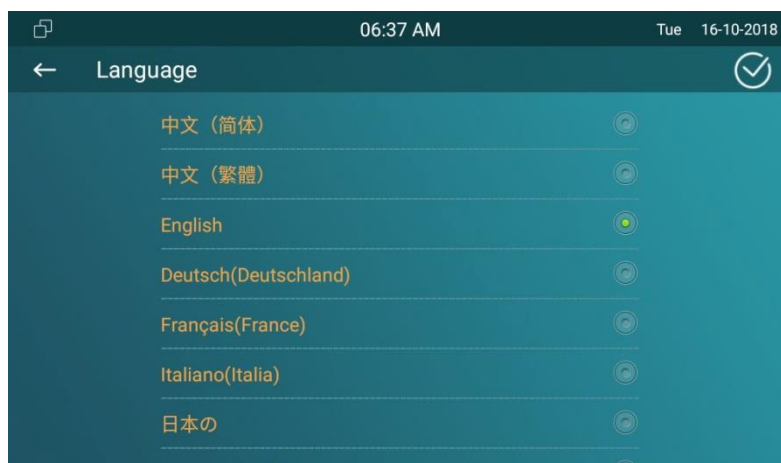 06:37 AM Tue 16-10-2018
Language
中文（简体）
中文（繁體）
English
Deutsch(Deutschland)
Français(France)
Italiano(Italia)
日本の